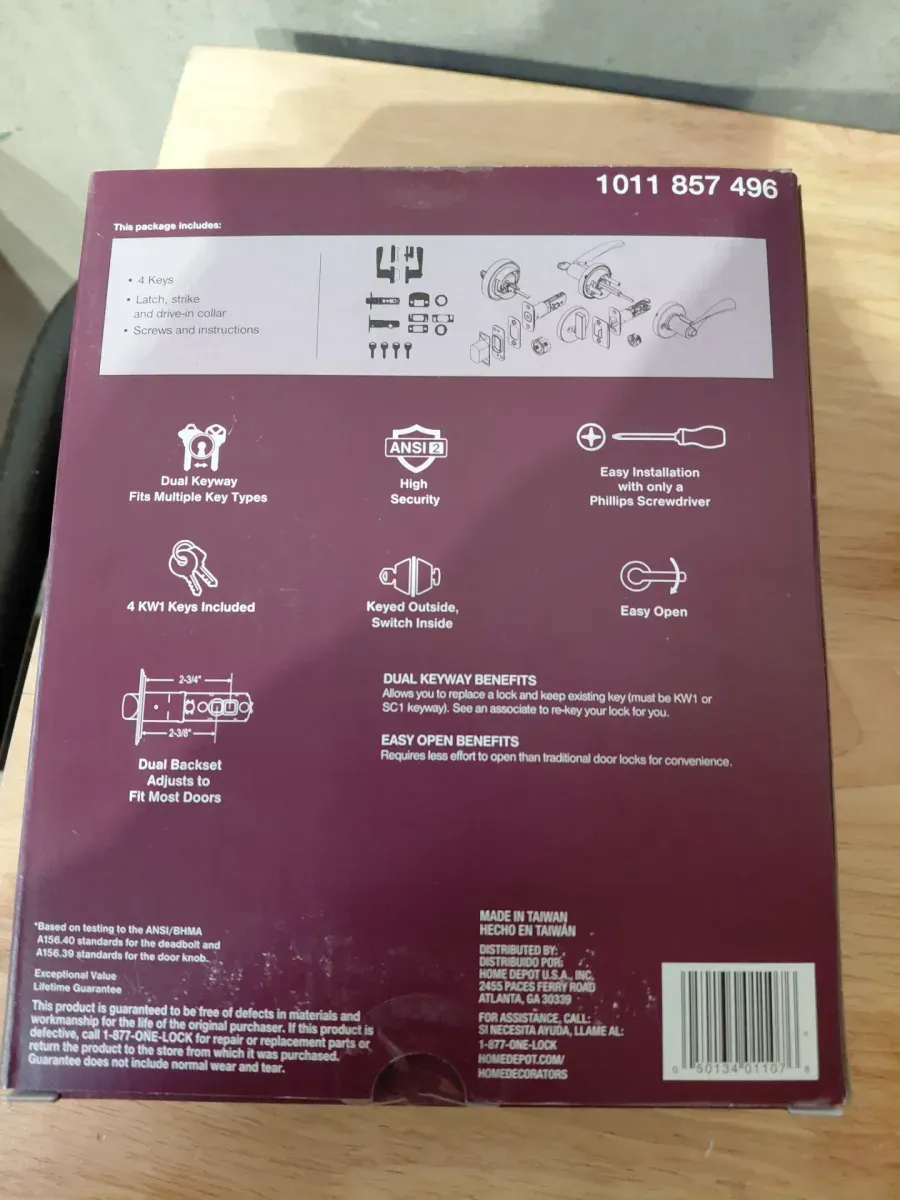 1011 857 496
This package includes:
• 4 Keys
• Latch, strike
and drive-in collar
• Screws and instructions
Dual Keyway
Fits Multiple Key Types
ANSI 2
High
Security
Easy Installation
with only a
Phillips Screwdriver
4 KW1 Keys Included
Keyed Outside,
Switch Inside
Easy Open
2-3/4"
2-3/8"
Dual Backset
Adjusts to
Fit Most Doors
DUAL KEYWAY BENEFITS
Allows you to replace a lock and keep existing key (must be KW1 or
SC1 keyway). See an associate to re-key your lock for you.
EASY OPEN BENEFITS
Requires less effort to open than traditional door locks for convenience.
*Based on testing to the ANSI/BHMA
A156.40 standards for the deadbolt and
A156.39 standards for the door knob.
Exceptional Value
Lifetime Guarantee
This product is guaranteed to be free of defects in materials and
workmanship for the life of the original purchaser. If this product is
defective, call 1-877-ONE-LOCK for repair or replacement parts or
return the product to the store from which it was purchased.
Guarantee does not include normal wear and tear.
MADE IN TAIWAN
HECHO EN TAIWÁN
DISTRIBUTED BY:
DISTRIBUIDO POR:
HOME DEPOT U.S.A., INC.
2455 PACES FERRY ROAD
ATLANTA, GA 30339
FOR ASSISTANCE, CALL:
SI NECESITA AYUDA, LLAME AL:
1-877-ONE-LOCK
HOMEDEPOT.COM/
HOMEDECORATORS
0 50134 01107 8